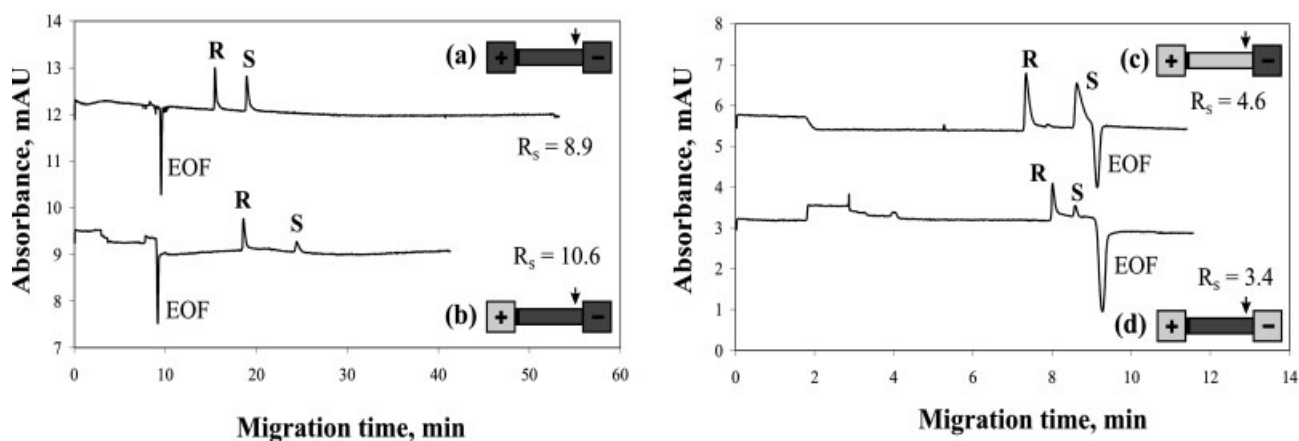 14
13
12
11
10
9
8
7
Absorbance, mAU
R
S
(a)
+
−
EOF
Rs = 8.9
R
S
Rs = 10.6
EOF
(b)
+
−
0
10
20
30
40
50
60
Migration time, min
8
7
6
5
4
3
2
1
0
Absorbance, mAU
R
S
(c)
+
−
Rs = 4.6
EOF
R
S
EOF
Rs = 3.4
(d)
+
−
0
2
4
6
8
10
12
14
Migration time, min